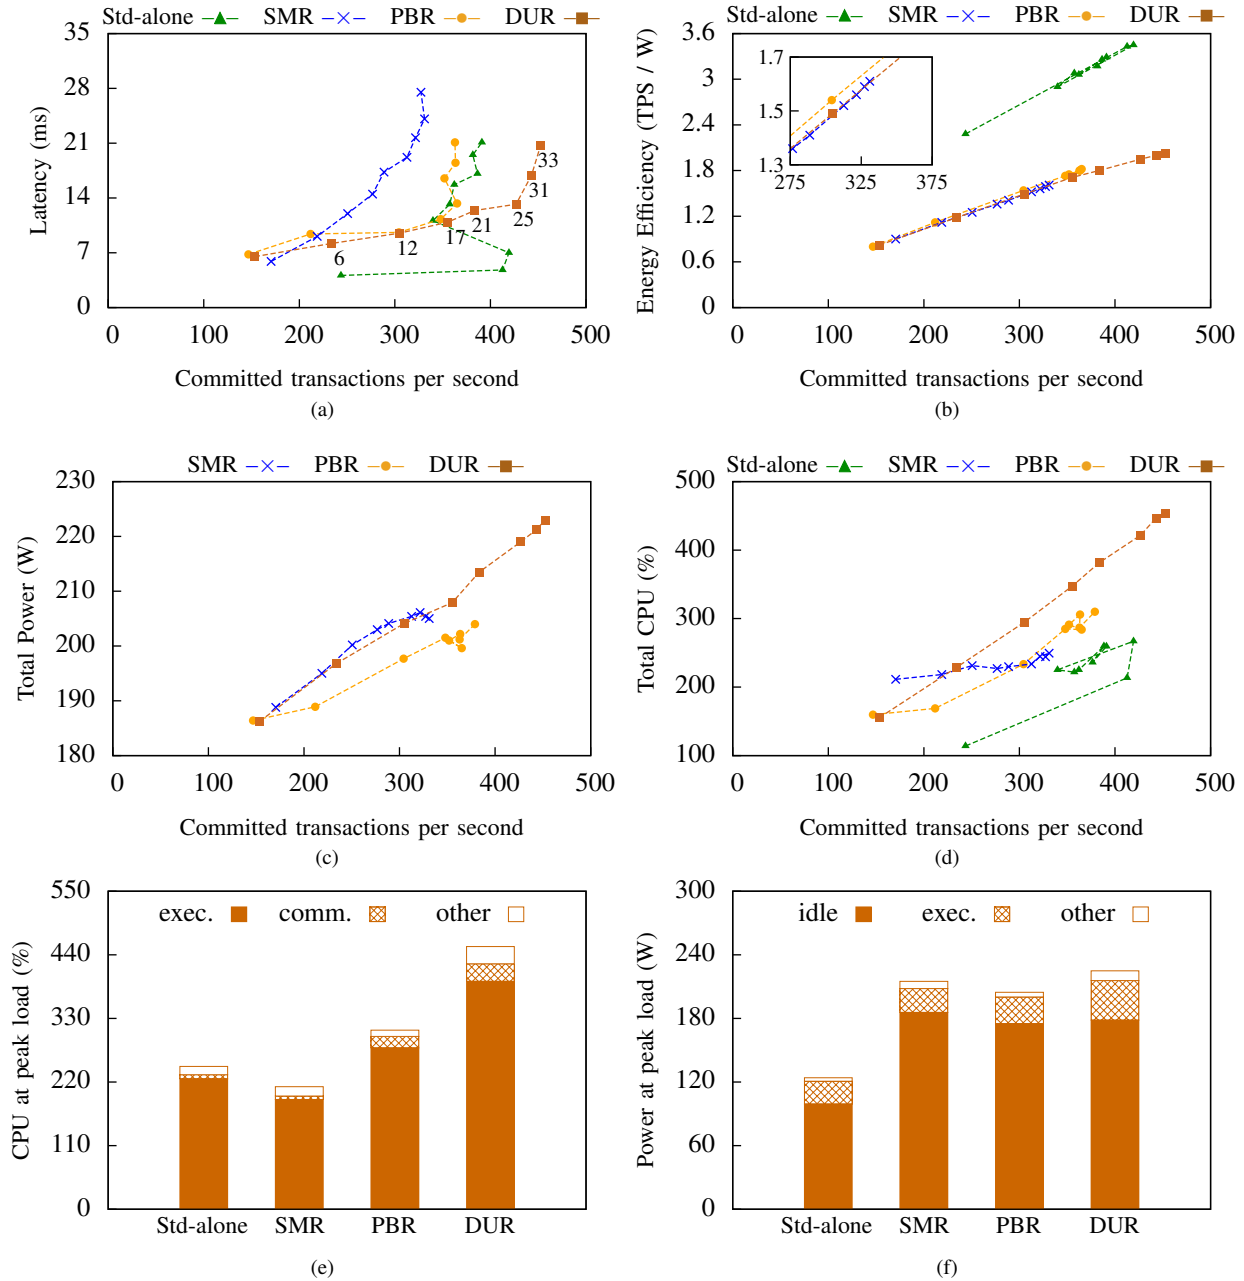 Std-alone SMR PBR DUR
35
28
21
14
7
0
Latency (ms)
6 12 17 21 25 31 33
0 100 200 300 400 500
Committed transactions per second
(a)
Std-alone SMR PBR DUR
3.6
3
2.4
1.8
1.2
0.6
0
Energy Efficiency (TPS / W)
1.7
1.5
1.3
275 325 375
0 100 200 300 400 500
Committed transactions per second
(b)
SMR PBR DUR
230
220
210
200
190
180
Total Power (W)
0 100 200 300 400 500
Committed transactions per second
(c)
Std-alone SMR PBR DUR
500
400
300
200
100
Total CPU (%)
0 100 200 300 400 500
Committed transactions per second
(d)
exec. comm. other
550
440
330
220
110
0
CPU at peak load (%)
Std-alone SMR PBR DUR
(e)
idle exec. other
300
240
180
120
60
0
Power at peak load (W)
Std-alone SMR PBR DUR
(f)